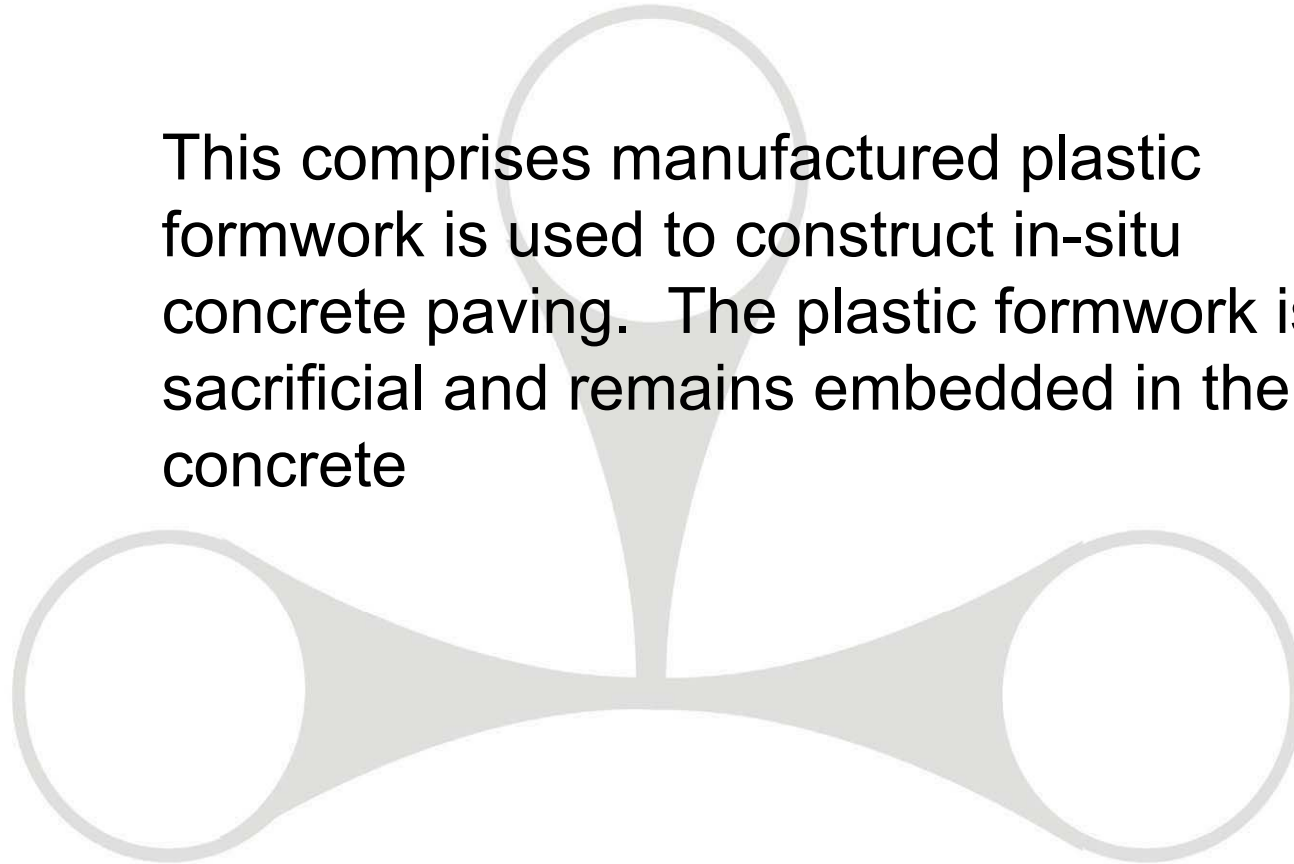 This comprises manufactured plastic
formwork is used to construct in-situ
concrete paving.  The plastic formwork is
sacrificial and remains embedded in the
concrete